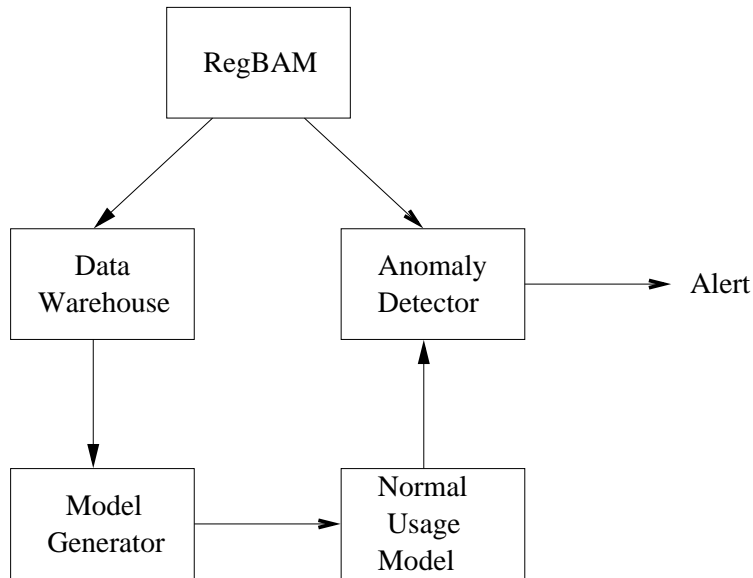 RegBAM
Data
Warehouse
Anomaly
Detector
Alert
Model
Generator
Normal
Usage
Model